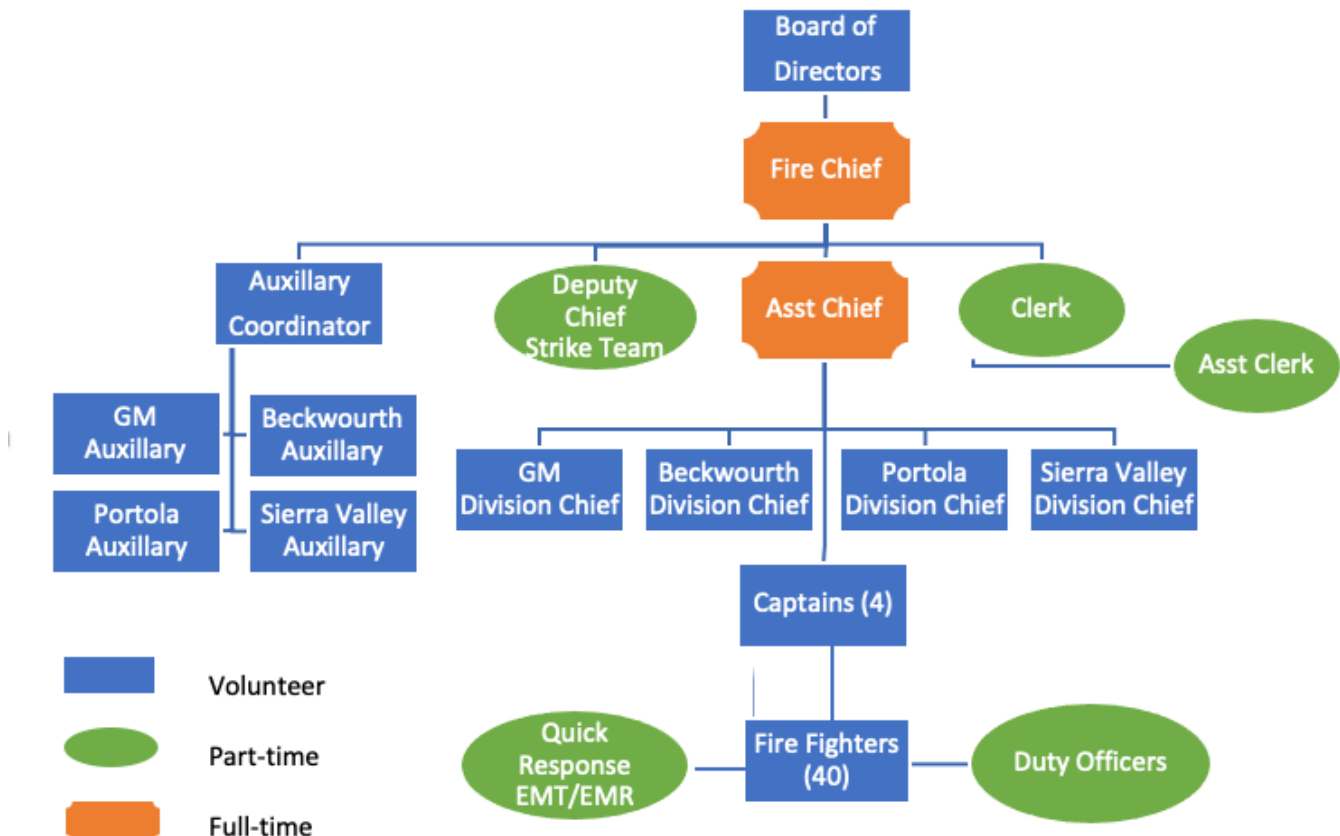 Board of
Directors
Fire Chief
Auxillary
Coordinator
Deputy
Chief
Strike Team
Asst Chief
Clerk
Asst Clerk
GM
Auxillary
Beckwourth
Auxillary
Portola
Auxillary
Sierra Valley
Auxillary
GM
Division Chief
Beckwourth
Division Chief
Portola
Division Chief
Sierra Valley
Division Chief
Captains (4)
Quick
Response
EMT/EMR
Fire Fighters
(40)
Duty Officers
Volunteer
Part-time
Full-time